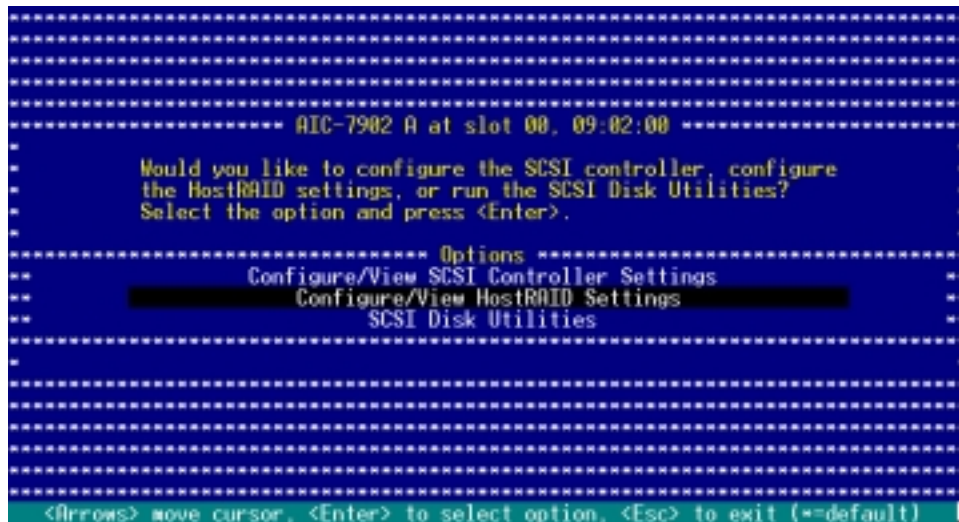 AIC-7902 A at slot 00, 09:02:00
Would you like to configure the SCSI controller, configure
the HostRAID settings, or run the SCSI Disk Utilities?
Select the option and press <Enter>.
Options
Configure/View SCSI Controller Settings
Configure/View HostRAID Settings
SCSI Disk Utilities
<Arrows> move cursor, <Enter> to select option, <Esc> to exit (*=default)